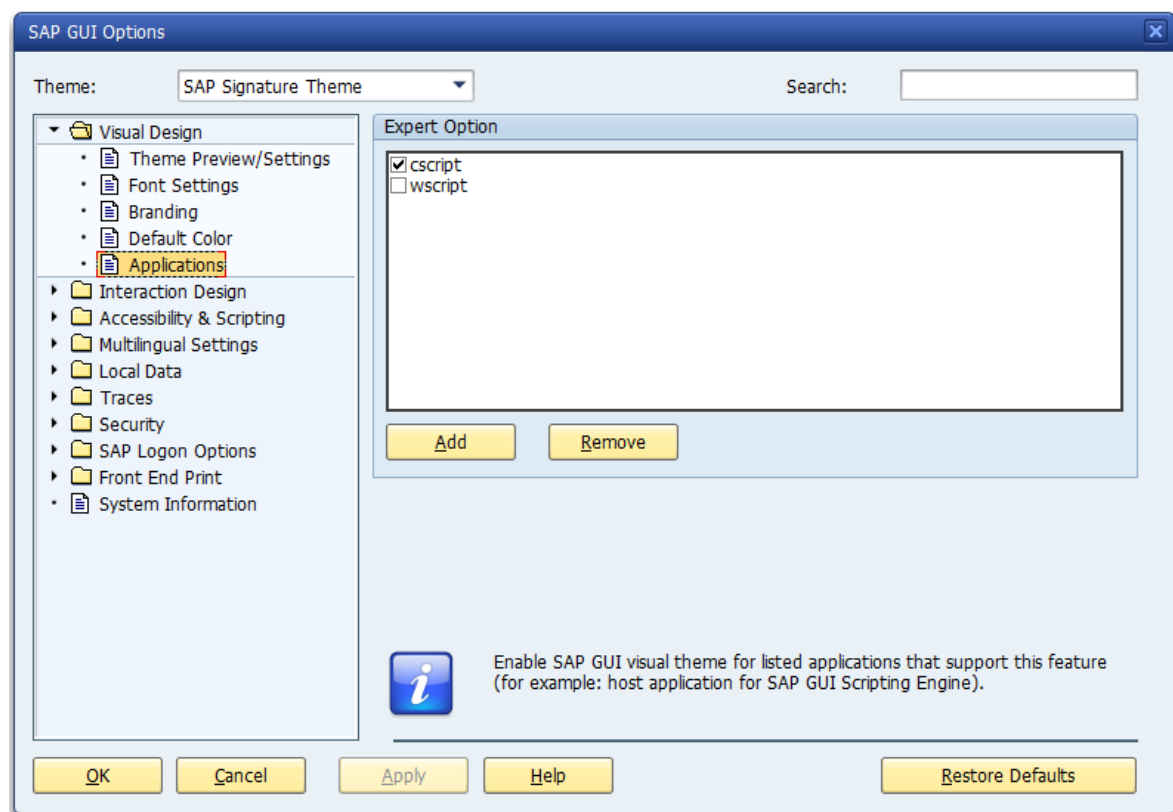 SAP GUI Options
Theme:
SAP Signature Theme
Search:
Visual Design
Theme Preview/Settings
Font Settings
Branding
Default Color
Applications
Interaction Design
Accessibility & Scripting
Multilingual Settings
Local Data
Traces
Security
SAP Logon Options
Front End Print
System Information
Expert Option
cscript
wscript
Add
Remove
Enable SAP GUI visual theme for listed applications that support this feature
(for example: host application for SAP GUI Scripting Engine).
OK
Cancel
Apply
Help
Restore Defaults